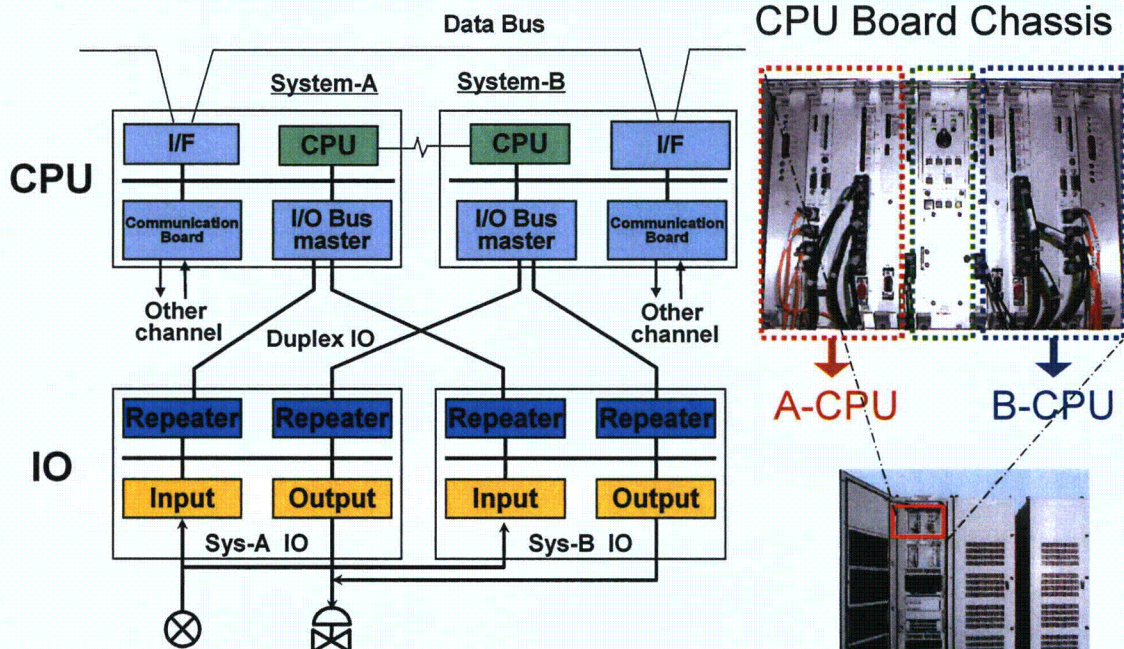 Data Bus
CPU Board Chassis
System-A
System-B
I/F
CPU
CPU
I/F
CPU
Communication
Board
I/O Bus
master
I/O Bus
master
Communication
Board
Other
channel
Other
channel
Duplex IO
A-CPU
B-CPU
Repeater
Repeater
Repeater
Repeater
IO
Input
Output
Input
Output
Sys-A IO
Sys-B IO